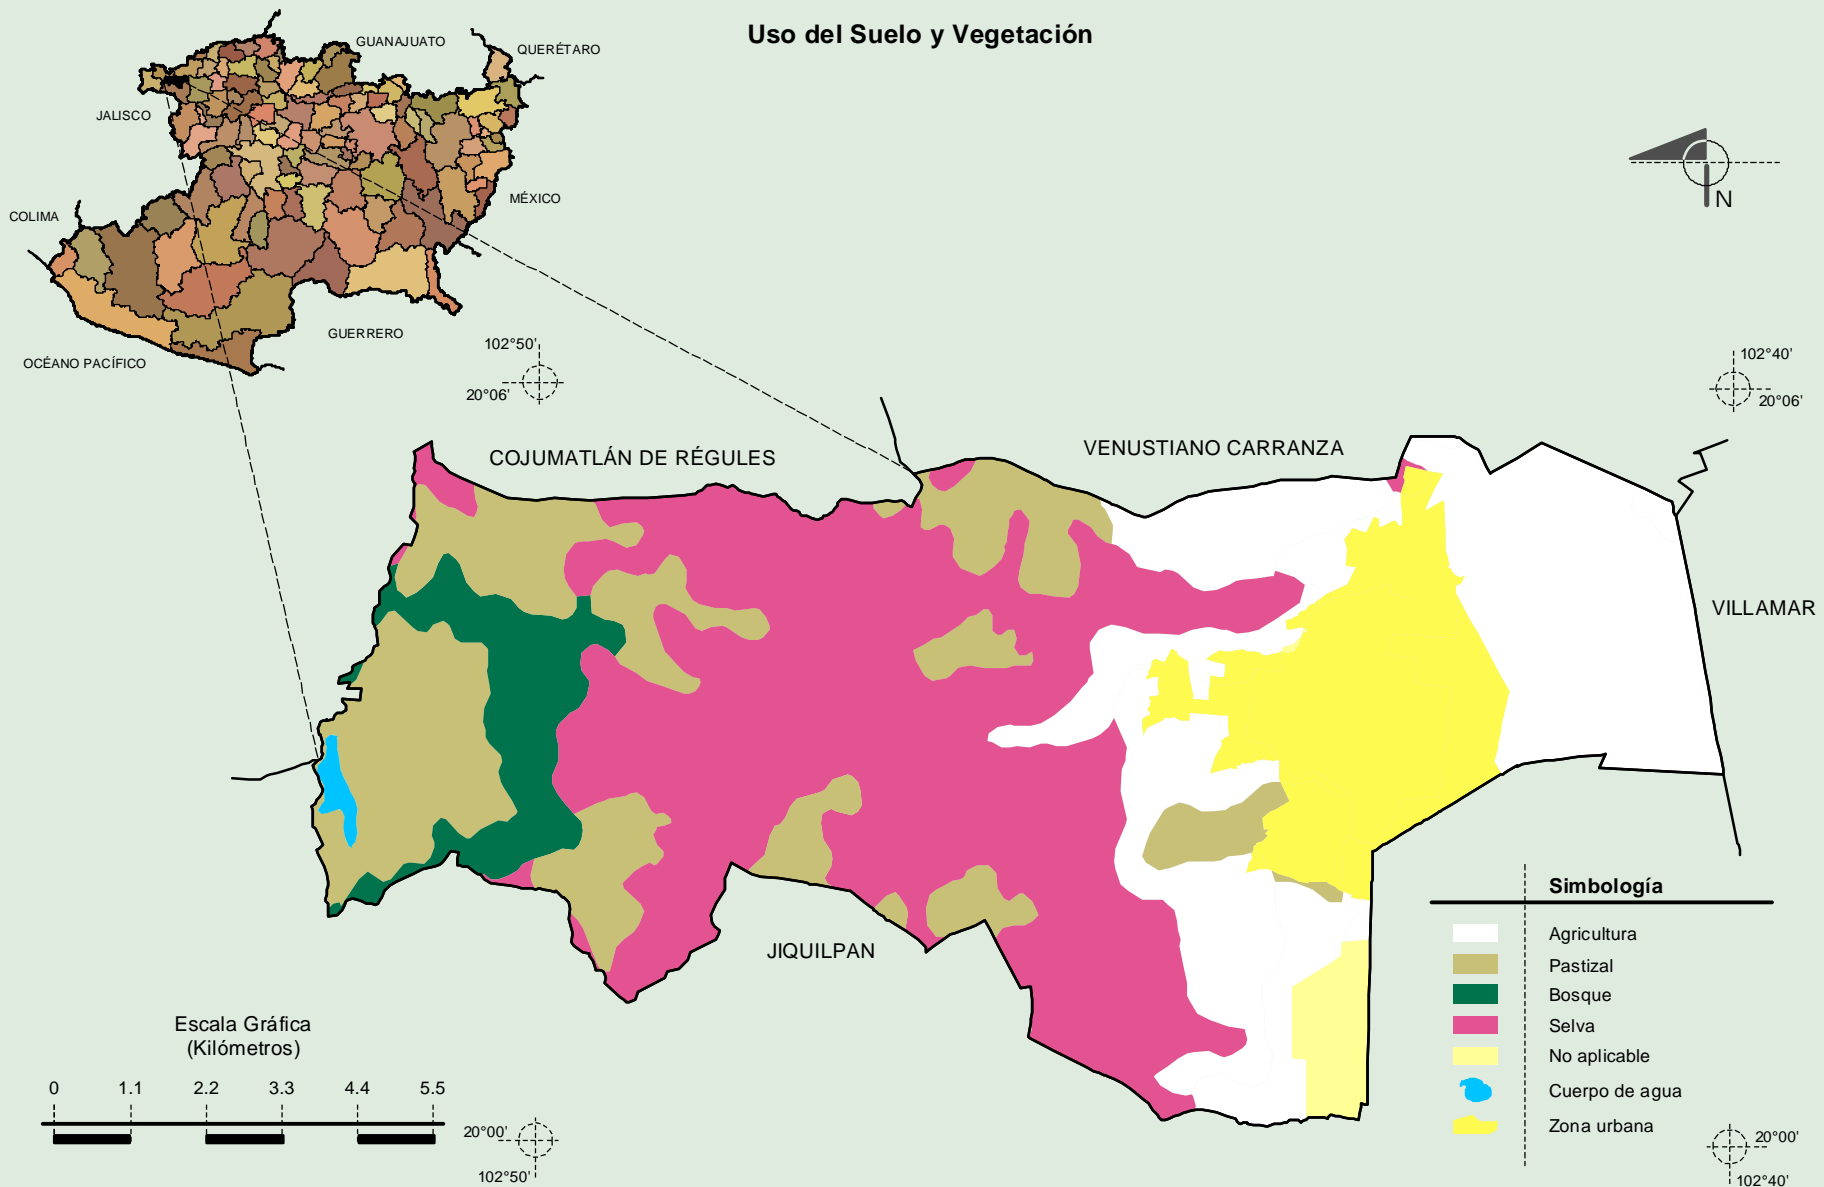 Uso del Suelo y Vegetación
GUANAJUATO
QUERÉTARO
JALISCO
MÉXICO
COLIMA
GUERRERO
OCÉANO PACÍFICO
N
102°50'
20°06'
102°40'
20°06'
COJUMATLÁN DE RÉGULES
VENUSTIANO CARRANZA
VILLAMAR
JIQUILPAN
Simbología
Agricultura
Pastizal
Bosque
Selva
No aplicable
Cuerpo de agua
Zona urbana
Escala Gráfica
(Kilómetros)
0 1.1 2.2 3.3 4.4 5.5
20°00'
102°50'
20°00'
102°40'